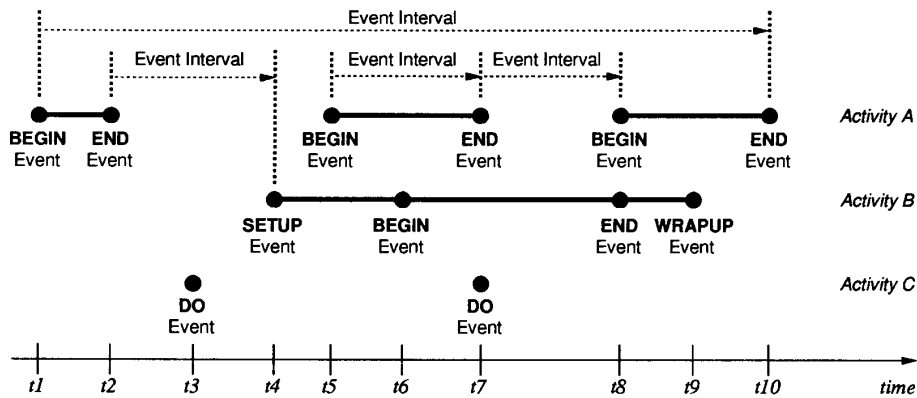 Event Interval
Event Interval Event Interval Event Interval
Activity A
BEGIN END BEGIN END BEGIN END
Event Event Event Event Event Event
Activity B
SETUP BEGIN END WRAPUP
Event Event Event Event
Activity C
DO DO
Event Event
t1 t2 t3 t4 t5 t6 t7 t8 t9 t10 time